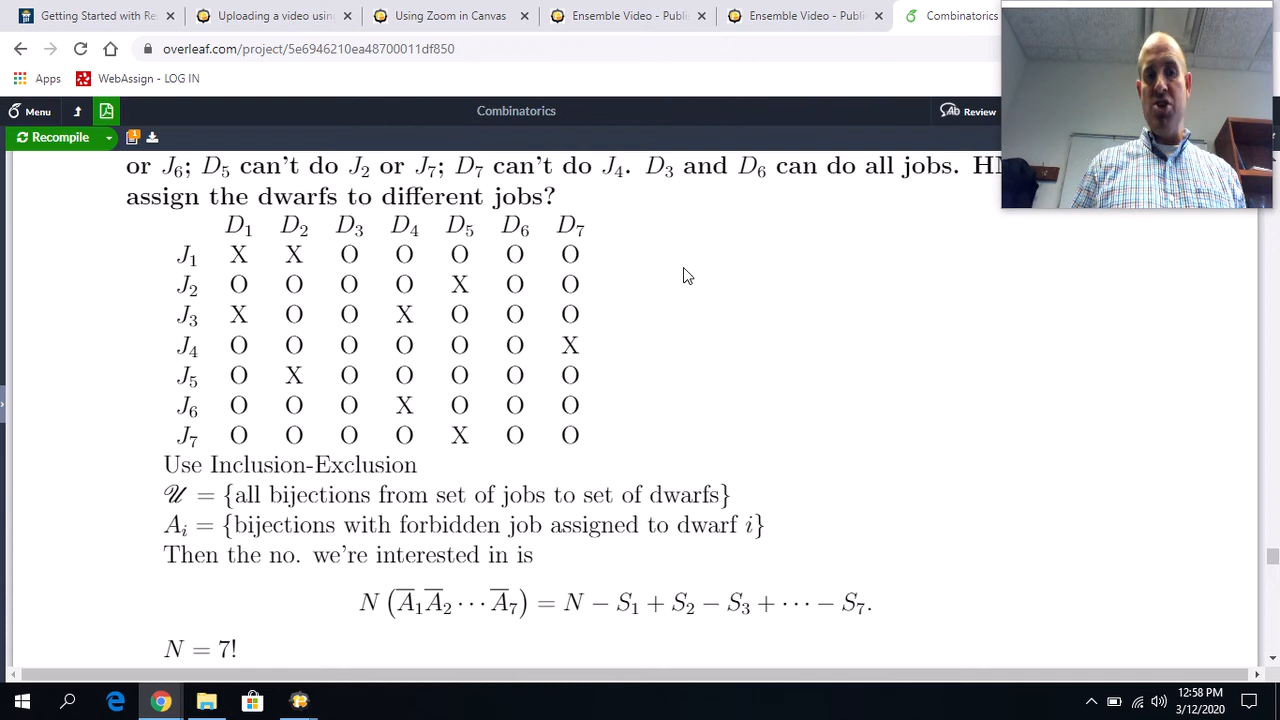 Getting Started with Re
Uploading a video using
Using Zoom in Canvas
Ensemble Video - Publi
Ensemble Video - Publi
Combinatorics
overleaf.com/project/5e6946210ea48700011df850
Apps
WebAssign - LOG IN
Menu
Combinatorics
Review
Recompile
or J₆; D₅ can't do J₂ or J₇; D₇ can't do J₄. D₃ and D₆ can do all jobs.
assign the dwarfs to different jobs?
D₁ D₂ D₃ D₄ D₅ D₆ D₇
J₁ X X O O O O O
J₂ O O O O X O O
J₃ X O O X O O O
J₄ O O O O O O X
J₅ O X O O O O O
J₆ O O O X O O O
J₇ O O O O X O O
Use Inclusion-Exclusion
𝒰 = {all bijections from set of jobs to set of dwarfs}
Aᵢ = {bijections with forbidden job assigned to dwarf i}
Then the no. we're interested in is
N (A̅₁A̅₂ ⋯ A̅₇) = N − S₁ + S₂ − S₃ + ⋯ − S₇.
N = 7!
12:58 PM
3/12/2020